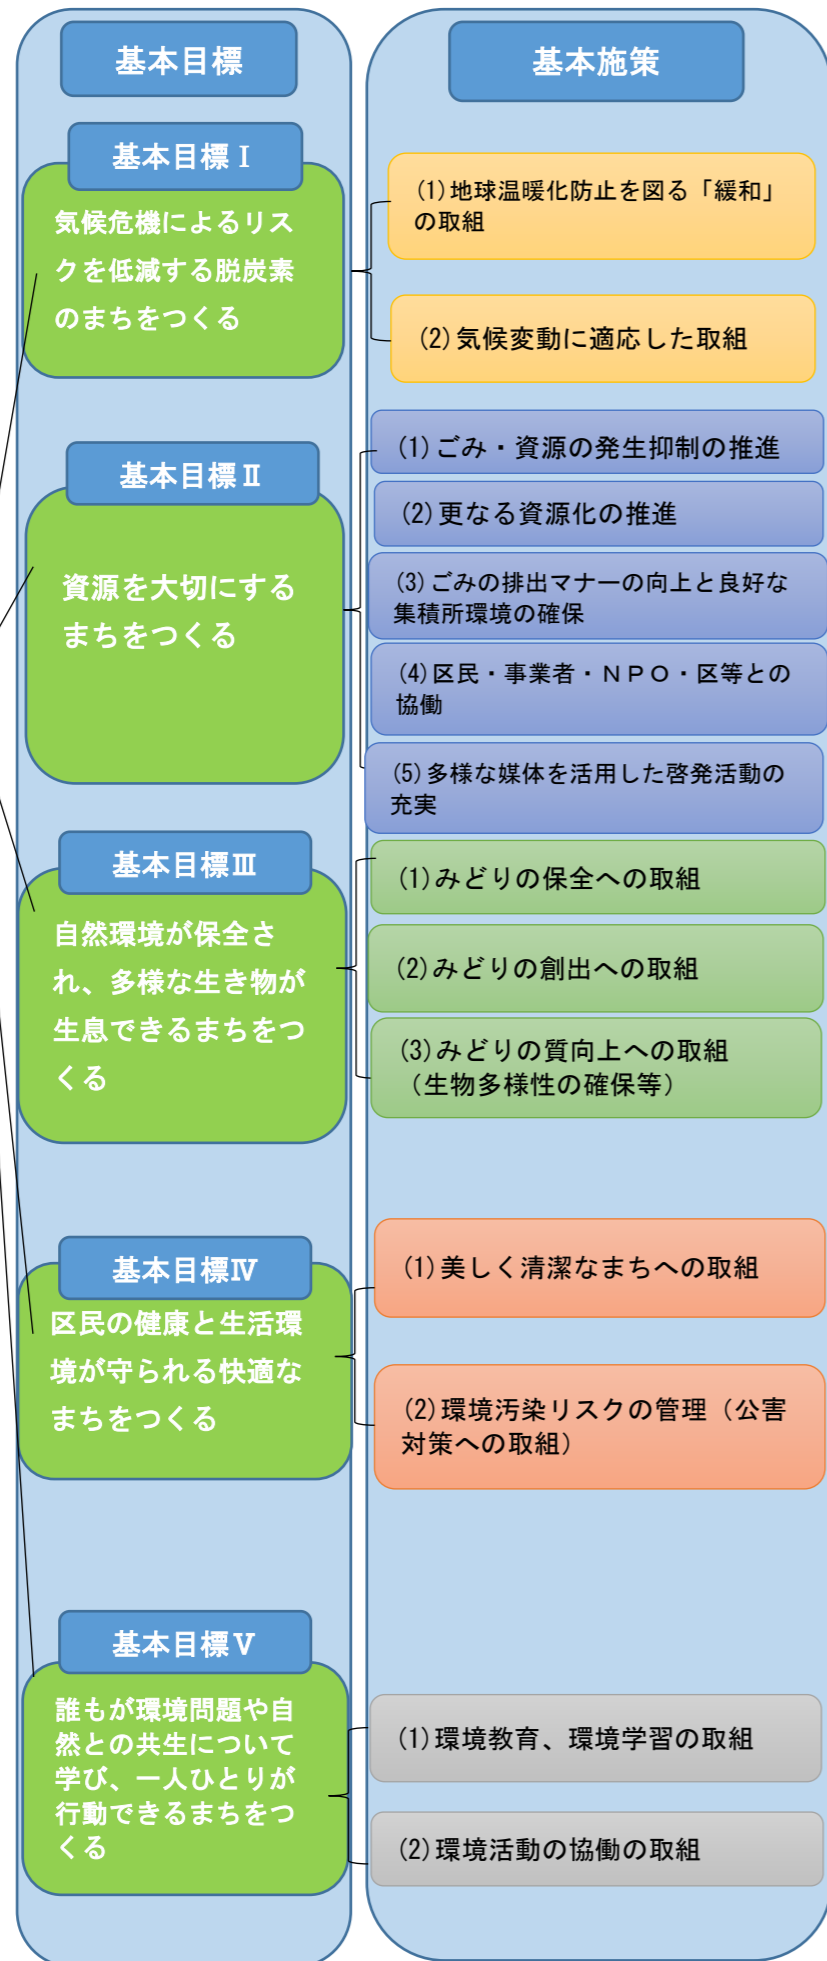 基本目標
基本施策
基本目標Ⅰ
気候危機によるリス
クを低減する脱炭素
のまちをつくる
(1)地球温暖化防止を図る「緩和」
の取組
(2)気候変動に適応した取組
基本目標Ⅱ
資源を大切にする
まちをつくる
(1)ごみ・資源の発生抑制の推進
(2)更なる資源化の推進
(3)ごみの排出マナーの向上と良好な
集積所環境の確保
(4)区民・事業者・ＮＰＯ・区等との
協働
(5)多様な媒体を活用した啓発活動の
充実
基本目標Ⅲ
自然環境が保全さ
れ、多様な生き物が
生息できるまちをつ
くる
(1)みどりの保全への取組
(2)みどりの創出への取組
(3)みどりの質向上への取組
（生物多様性の確保等）
基本目標Ⅳ
区民の健康と生活環
境が守られる快適な
まちをつくる
(1)美しく清潔なまちへの取組
(2)環境汚染リスクの管理（公害
対策への取組）
基本目標Ⅴ
誰もが環境問題や自
然との共生について
学び、一人ひとりが
行動できるまちをつ
くる
(1)環境教育、環境学習の取組
(2)環境活動の協働の取組